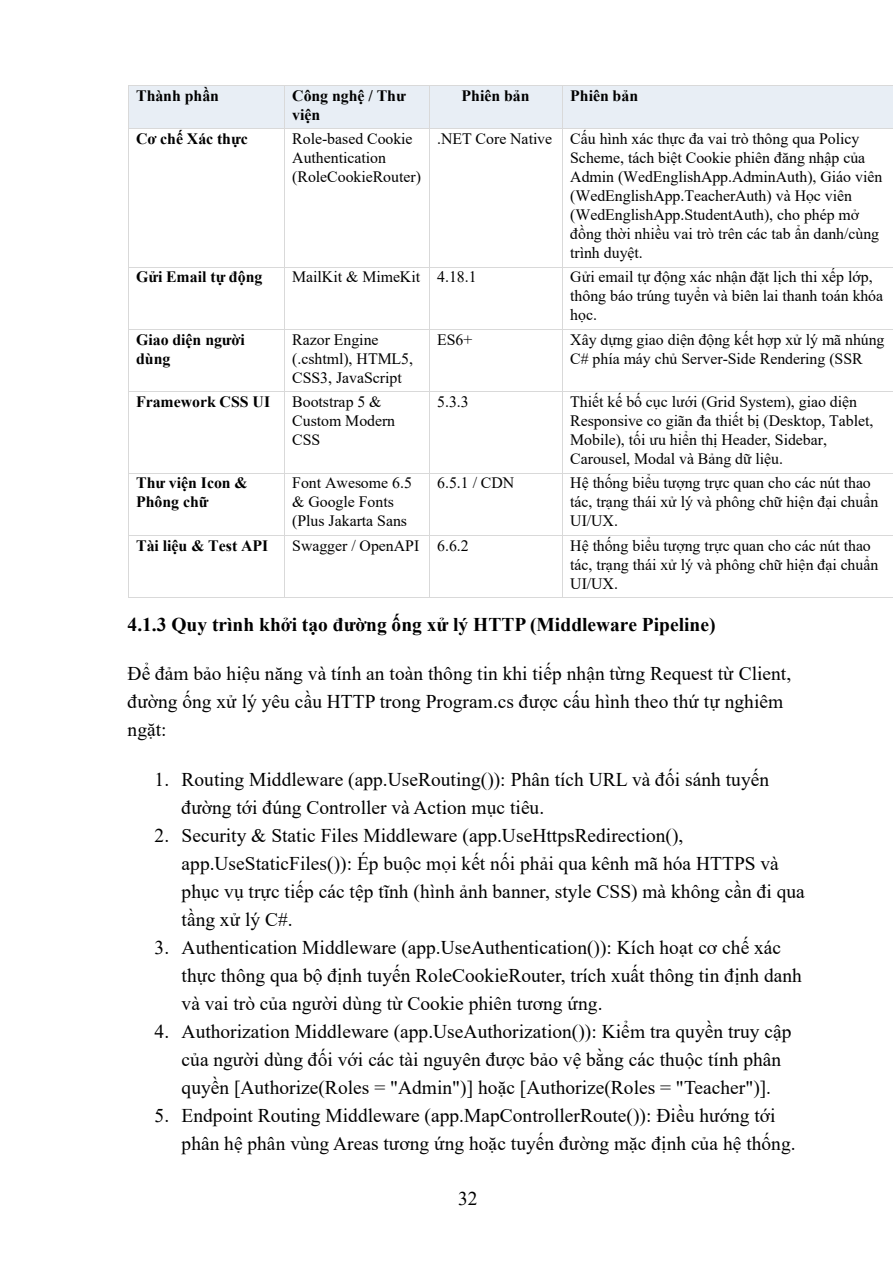 Thành phần
Công nghệ / Thư
viện
Phiên bản
Phiên bản
Cơ chế Xác thực
Role-based Cookie
Authentication
(RoleCookieRouter)
.NET Core Native
Cấu hình xác thực đa vai trò thông qua Policy
Scheme, tách biệt Cookie phiên đăng nhập của
Admin (WedEnglishApp.AdminAuth), Giáo viên
(WedEnglishApp.TeacherAuth) và Học viên
(WedEnglishApp.StudentAuth), cho phép mở
đồng thời nhiều vai trò trên các tab ẩn danh/cùng
trình duyệt.
Gửi Email tự động
MailKit & MimeKit
4.18.1
Gửi email tự động xác nhận đặt lịch thi xếp lớp,
thông báo trúng tuyển và biên lai thanh toán khóa
học.
Giao diện người
dùng
Razor Engine
(.cshtml), HTML5,
CSS3, JavaScript
ES6+
Xây dựng giao diện động kết hợp xử lý mã nhúng
C# phía máy chủ Server-Side Rendering (SSR
Framework CSS UI
Bootstrap 5 &
Custom Modern
CSS
5.3.3
Thiết kế bố cục lưới (Grid System), giao diện
Responsive co giãn đa thiết bị (Desktop, Tablet,
Mobile), tối ưu hiển thị Header, Sidebar,
Carousel, Modal và Bảng dữ liệu.
Thư viện Icon &
Phông chữ
Font Awesome 6.5
& Google Fonts
(Plus Jakarta Sans
6.5.1 / CDN
Hệ thống biểu tượng trực quan cho các nút thao
tác, trạng thái xử lý và phông chữ hiện đại chuẩn
UI/UX.
Tài liệu & Test API
Swagger / OpenAPI
6.6.2
Hệ thống biểu tượng trực quan cho các nút thao
tác, trạng thái xử lý và phông chữ hiện đại chuẩn
UI/UX.
4.1.3 Quy trình khởi tạo đường ống xử lý HTTP (Middleware Pipeline)
Để đảm bảo hiệu năng và tính an toàn thông tin khi tiếp nhận từng Request từ Client,
đường ống xử lý yêu cầu HTTP trong Program.cs được cấu hình theo thứ tự nghiêm
ngặt:
1. Routing Middleware (app.UseRouting()): Phân tích URL và đối sánh tuyến
đường tới đúng Controller và Action mục tiêu.
2. Security & Static Files Middleware (app.UseHttpsRedirection(),
app.UseStaticFiles()): Ép buộc mọi kết nối phải qua kênh mã hóa HTTPS và
phục vụ trực tiếp các tệp tĩnh (hình ảnh banner, style CSS) mà không cần đi qua
tầng xử lý C#.
3. Authentication Middleware (app.UseAuthentication()): Kích hoạt cơ chế xác
thực thông qua bộ định tuyến RoleCookieRouter, trích xuất thông tin định danh
và vai trò của người dùng từ Cookie phiên tương ứng.
4. Authorization Middleware (app.UseAuthorization()): Kiểm tra quyền truy cập
của người dùng đối với các tài nguyên được bảo vệ bằng các thuộc tính phân
quyền [Authorize(Roles = "Admin")] hoặc [Authorize(Roles = "Teacher")].
5. Endpoint Routing Middleware (app.MapControllerRoute()): Điều hướng tới
phân hệ phân vùng Areas tương ứng hoặc tuyến đường mặc định của hệ thống.
32